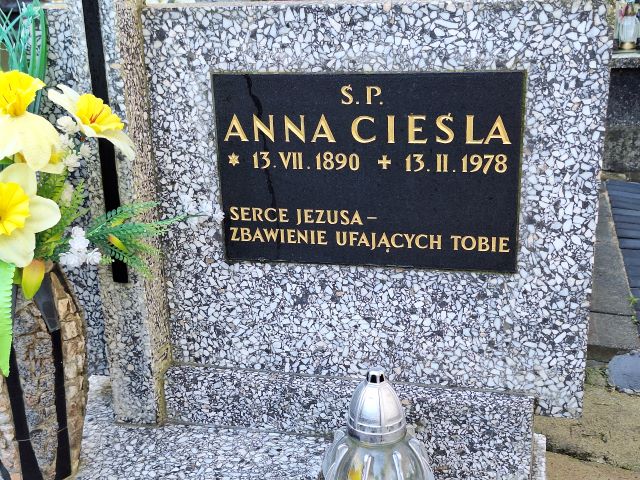 Ś.P.
ANNA CIEŚLA
* 13.VII.1890 + 13.II.1978
SERCE JEZUSA –
ZBAWIENIE UFAJĄCYCH TOBIE